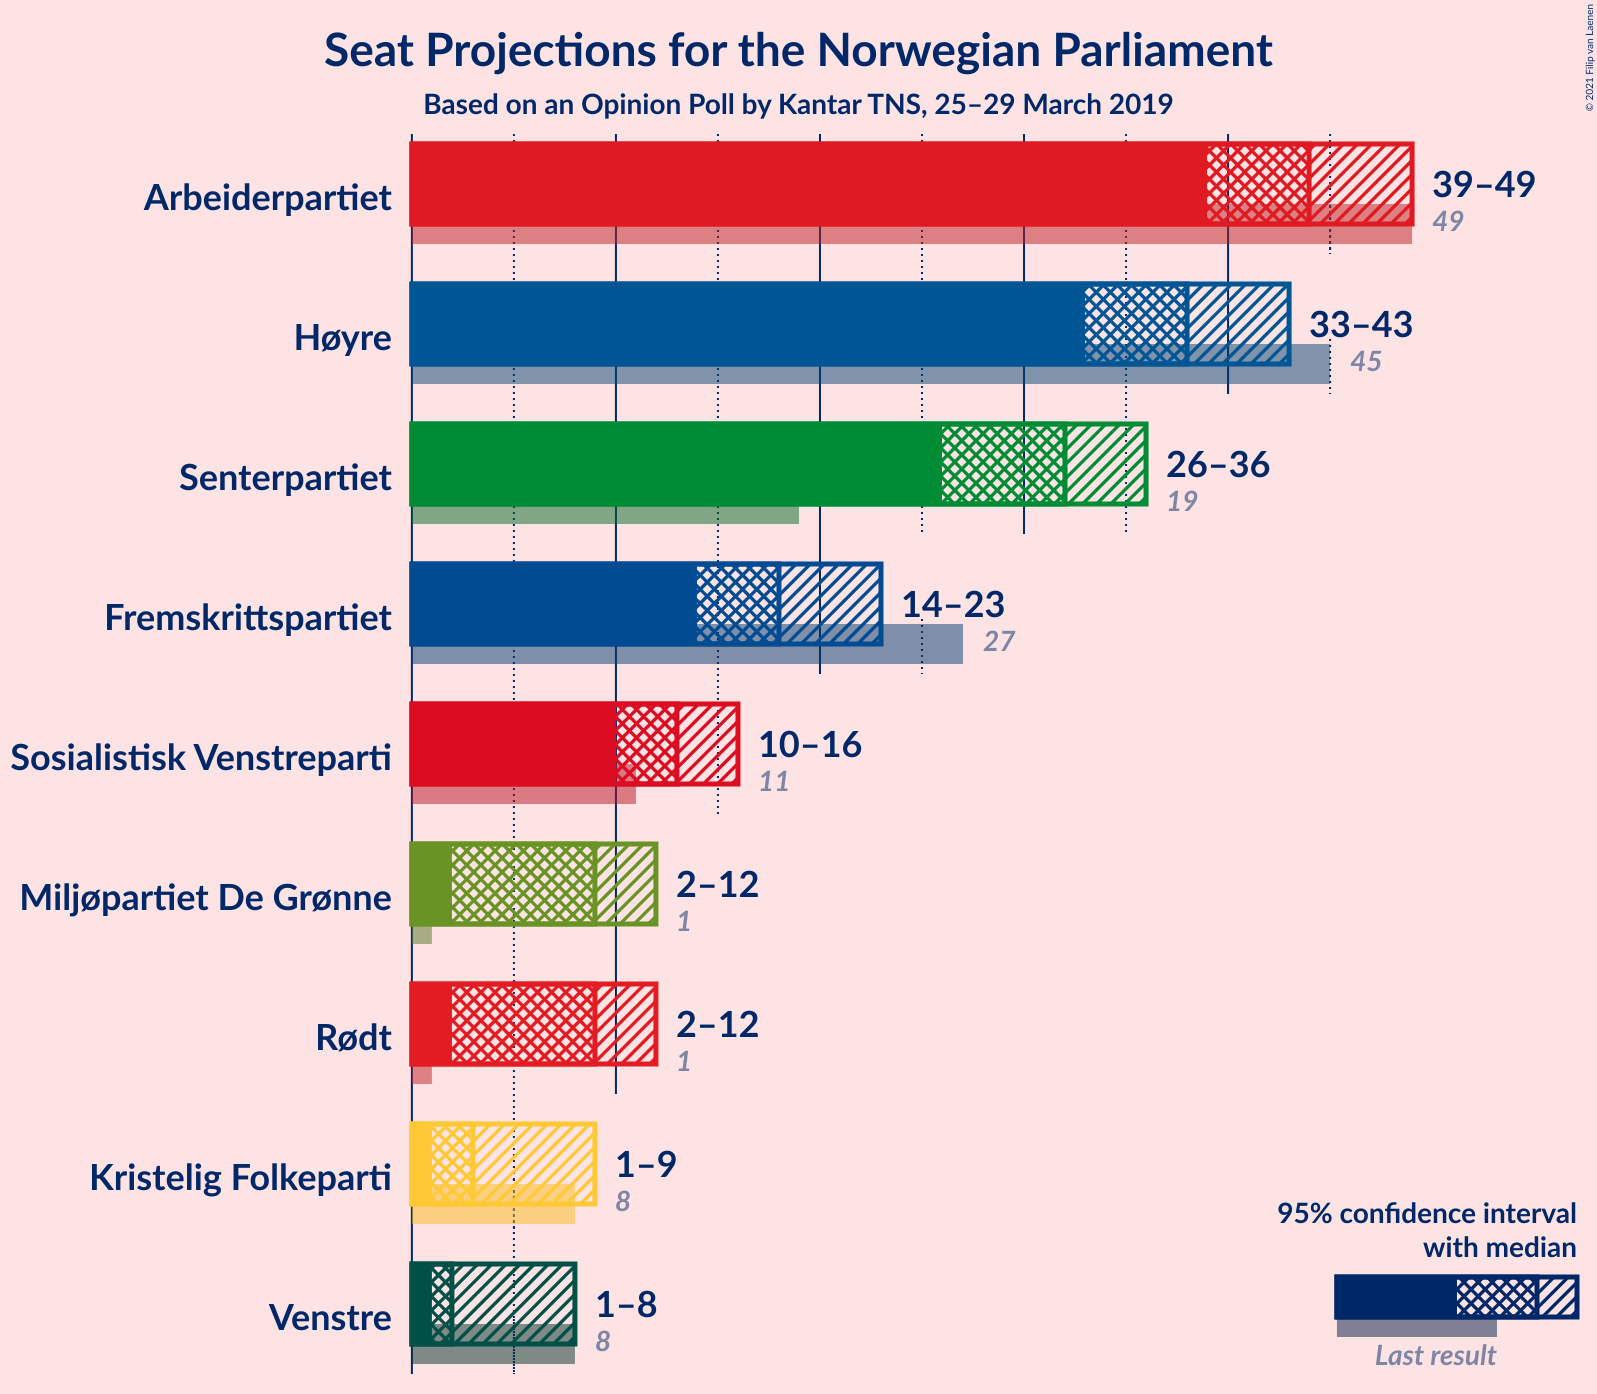 Seat Projections for the Norwegian Parliament
Based on an Opinion Poll by Kantar TNS, 25–29 March 2019
© 2021 Filip van Laenen
Arbeiderpartiet
39–49
49
Høyre
33–43
45
Senterpartiet
26–36
19
Fremskrittspartiet
14–23
27
Sosialistisk Venstreparti
10–16
11
Miljøpartiet De Grønne
2–12
1
Rødt
2–12
1
Kristelig Folkeparti
1–9
8
Venstre
1–8
8
95% confidence interval
with median
Last result